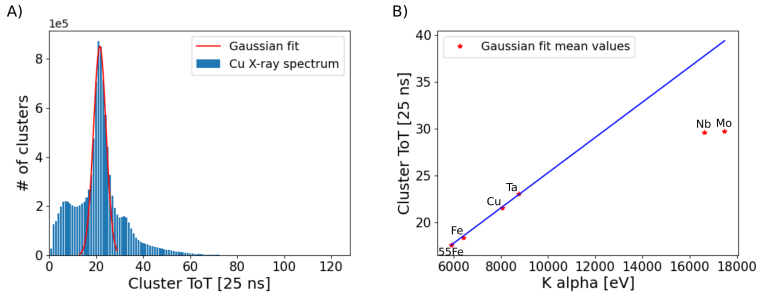 A)
1e5
Gaussian fit
Cu X-ray spectrum
8
6
4
2
0
# of clusters
0 20 40 60 80 100 120
Cluster ToT [25 ns]
B)
Gaussian fit mean values
40
35
30
25
20
Cluster ToT [25 ns]
Nb Mo
Ta
Cu
Fe
55Fe
6000 8000 10000 12000 14000 16000 18000
K alpha [eV]